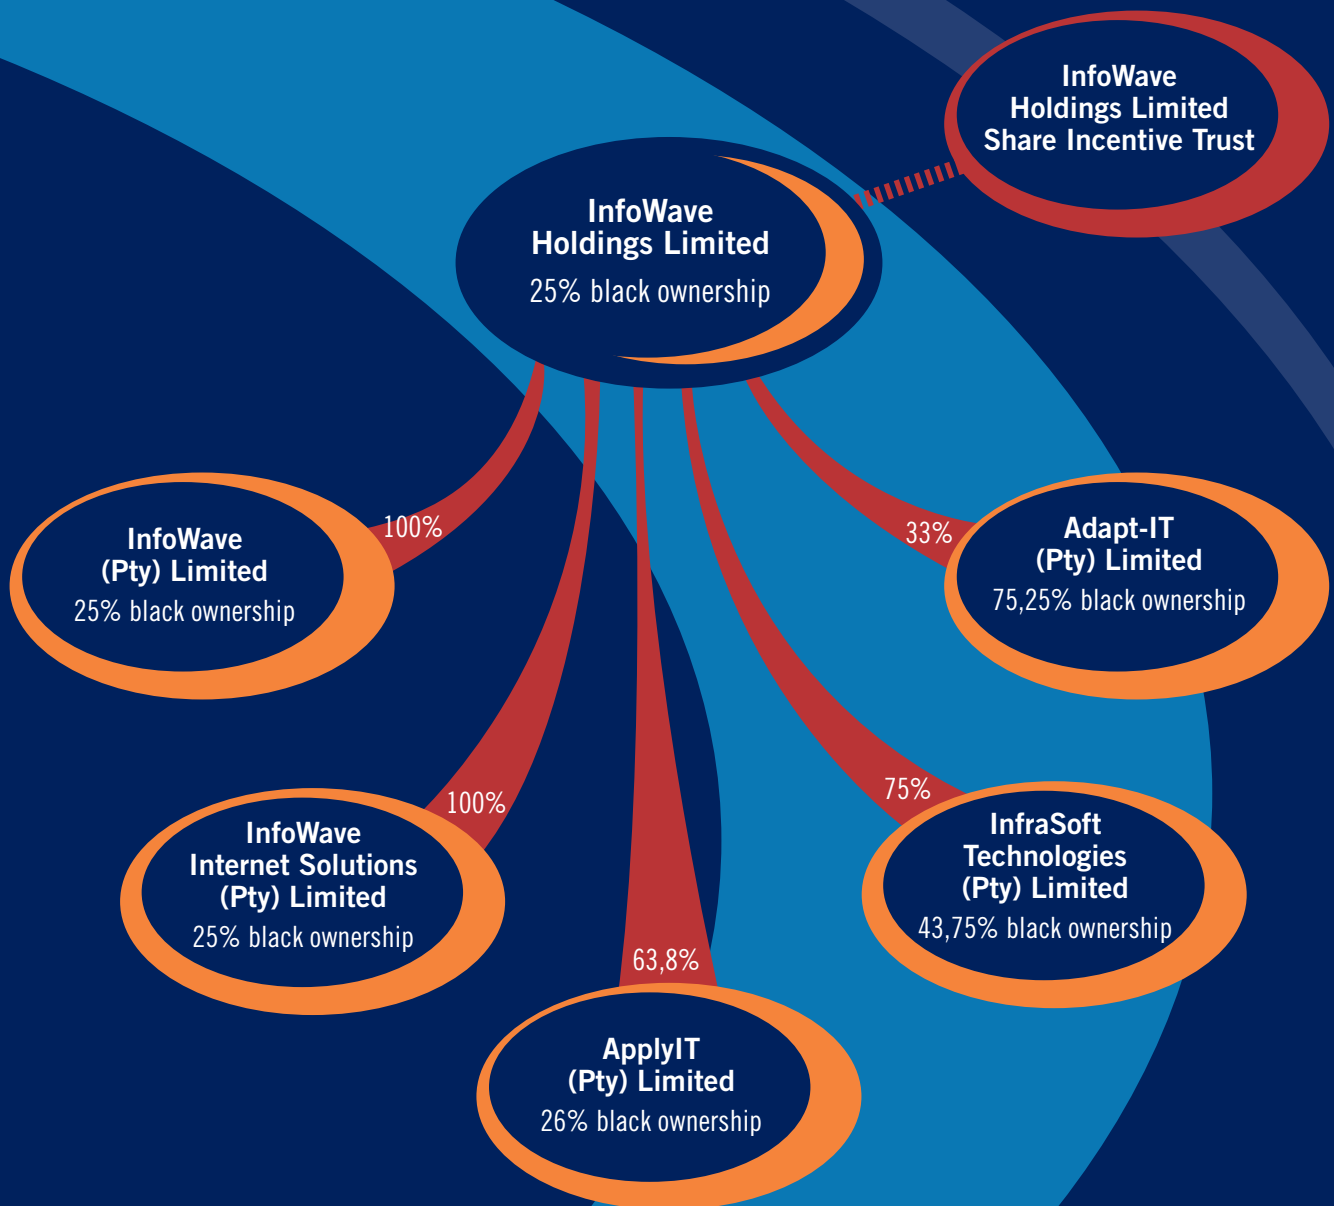 InfoWave
Holdings Limited
Share Incentive Trust
InfoWave
Holdings Limited
25% black ownership
100%
InfoWave
(Pty) Limited
25% black ownership
33%
Adapt-IT
(Pty) Limited
75,25% black ownership
100%
InfoWave
Internet Solutions
(Pty) Limited
25% black ownership
75%
InfraSoft
Technologies
(Pty) Limited
43,75% black ownership
63,8%
ApplyIT
(Pty) Limited
26% black ownership